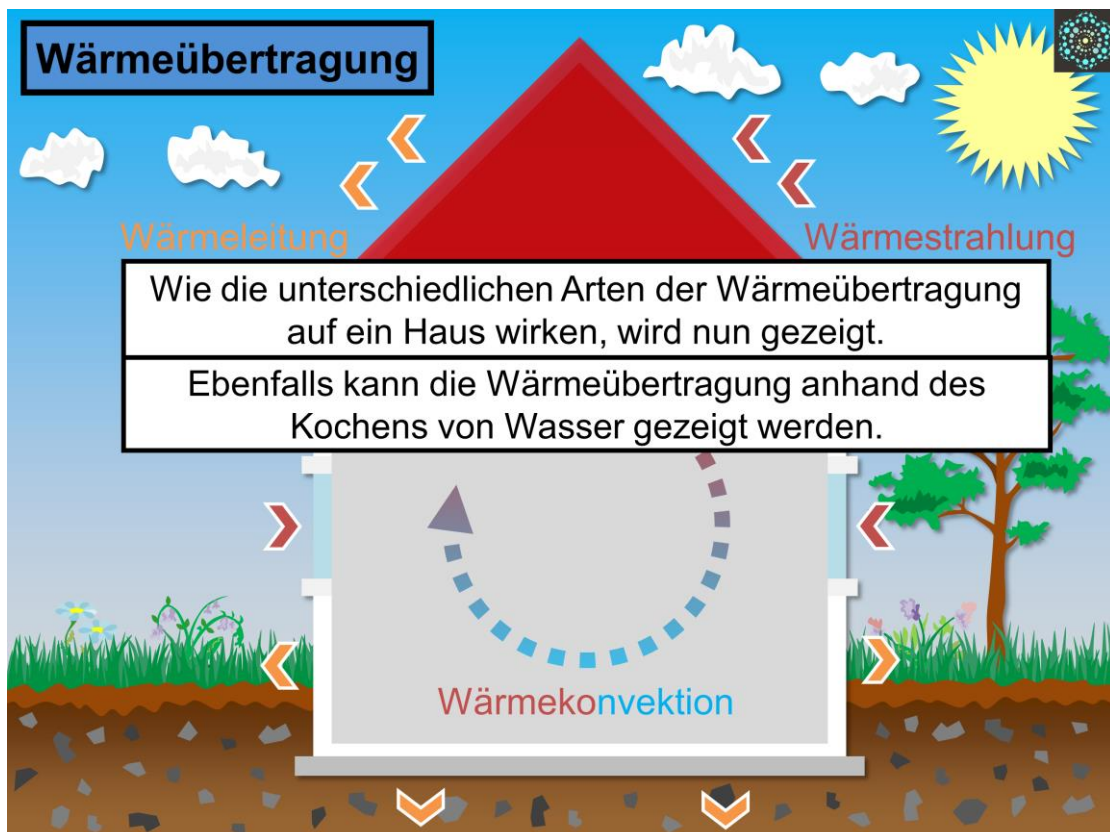 Wärmeübertragung
Wärmeleitung
Wärmestrahlung
Wie die unterschiedlichen Arten der Wärmeübertragung
auf ein Haus wirken, wird nun gezeigt.
Ebenfalls kann die Wärmeübertragung anhand des
Kochens von Wasser gezeigt werden.
Wärmekonvektion